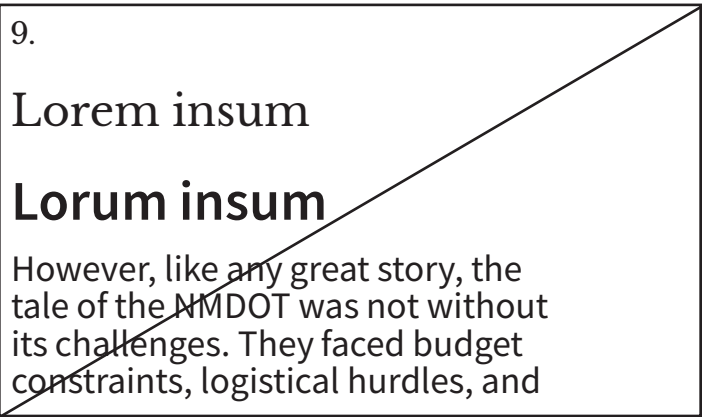 9.
Lorem insum
Lorum insum
However, like any great story, the
tale of the NMDOT was not without
its challenges. They faced budget
constraints, logistical hurdles, and